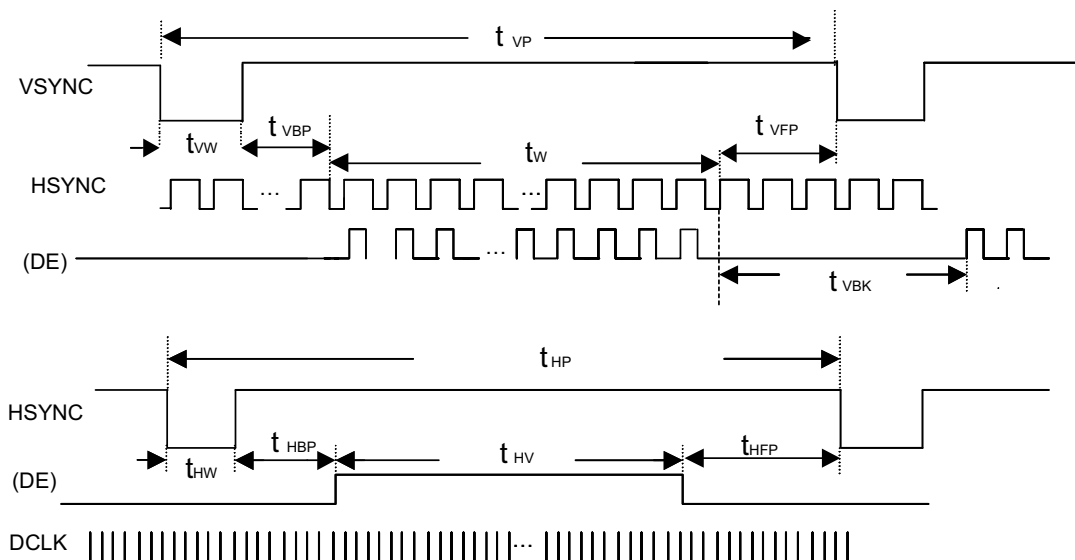 t VP
VSYNC
tVW
t VBP
tW
t VFP
HSYNC
...
...
(DE)
...
t VBK
t HP
HSYNC
tHW
t HBP
t HV
tHFP
(DE)
DCLK
...